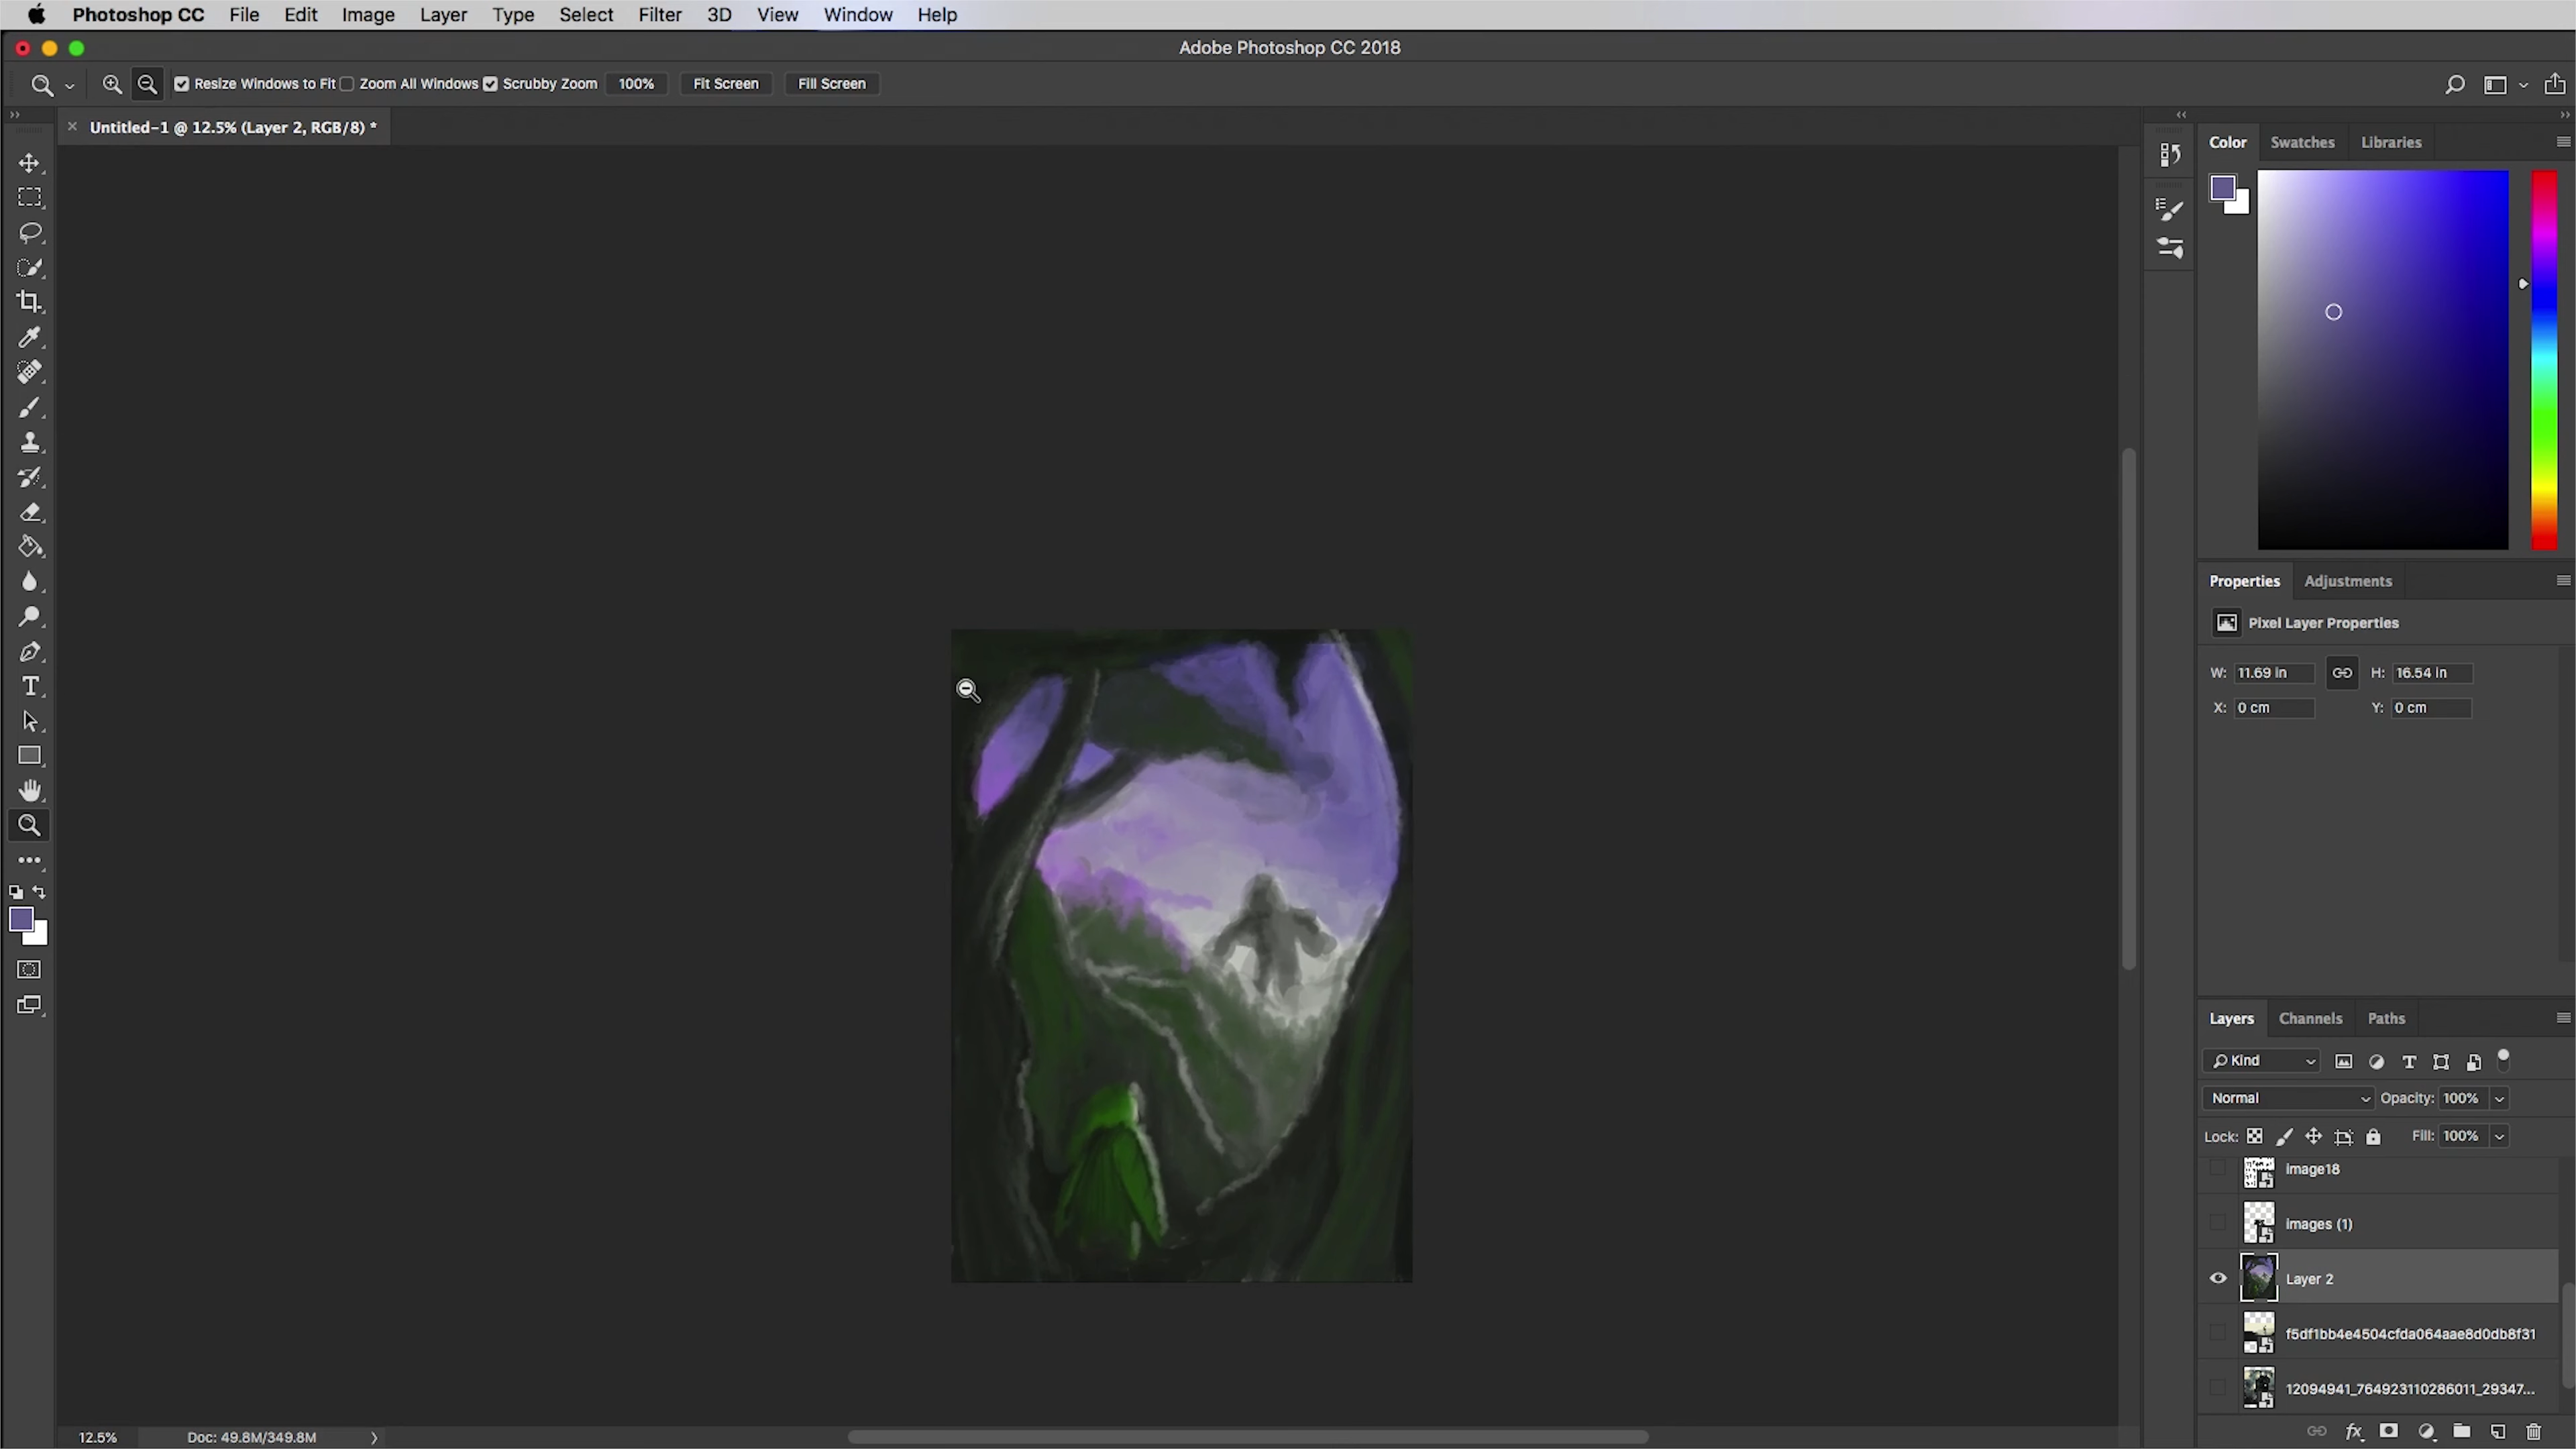 Photoshop CC File Edit Image Layer Type Select Filter 3D View Window Help
Adobe Photoshop CC 2018
Resize Windows to Fit Zoom All Windows Scrubby Zoom 100% Fit Screen Fill Screen
Untitled-1 @ 12.5% (Layer 2, RGB/8) *
Color Swatches Libraries
Properties Adjustments
Pixel Layer Properties
W: 11.69 in H: 16.54 in
X: 0 cm Y: 0 cm
Layers Channels Paths
Kind
Normal Opacity: 100%
Lock: Fill: 100%
image18
images (1)
Layer 2
f5df1bb4e4504cfda064aae8d0db8f31
12094941_764923110286011_29347...
12.5% Doc: 49.8M/349.8M